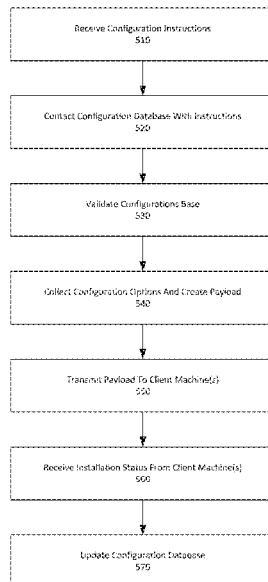 Receive Configuration Instructions
510
Contact Configuration Database With Instructions
520
Validate Configurations Base
530
Collect Configuration Options And Create Payload
540
Transmit Payload To Client Machine(s)
550
Receive Installation Status From Client Machine(s)
560
Update Configuration Database
570